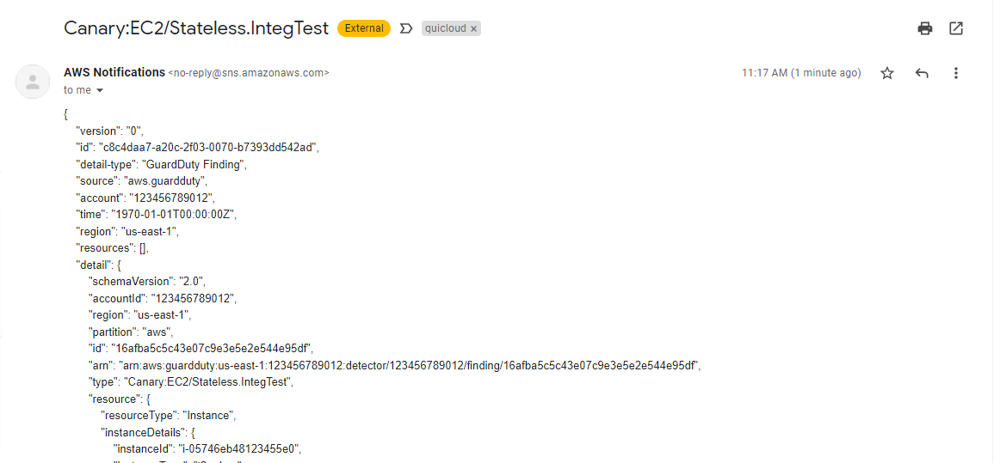 Canary:EC2/Stateless.IntegTest External quicloud ×
AWS Notifications <no-reply@sns.amazonaws.com> 11:17 AM (1 minute ago)
to me
{
"version": "0",
"id": "c8c4daa7-a20c-2f03-0070-b7393dd542ad",
"detail-type": "GuardDuty Finding",
"source": "aws.guardduty",
"account": "123456789012",
"time": "1970-01-01T00:00:00Z",
"region": "us-east-1",
"resources": [],
"detail": {
"schemaVersion": "2.0",
"accountId": "123456789012",
"region": "us-east-1",
"partition": "aws",
"id": "16afba5c5c43e07c9e3e5e2e544e95df",
"arn": "arn:aws:guardduty:us-east-1:123456789012:detector/123456789012/finding/16afba5c5c43e07c9e3e5e2e544e95df",
"type": "Canary:EC2/Stateless.IntegTest",
"resource": {
"resourceType": "Instance",
"instanceDetails": {
"instanceId": "i-05746eb48123455e0",